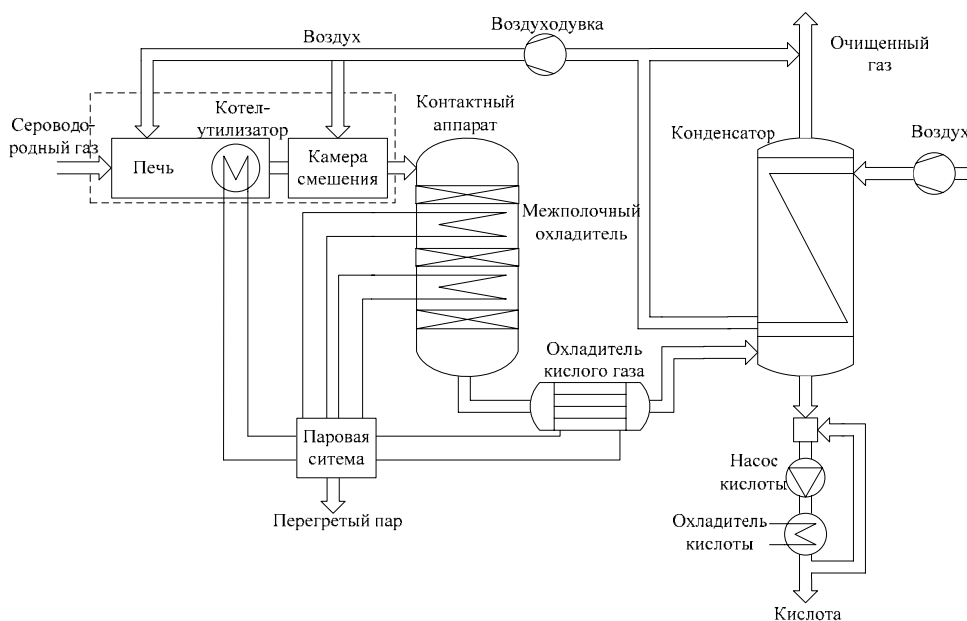 Воздуходувка
Воздух
Очищенный
газ
Сероводо-
родный газ
Котел-
утилизатор
Печь
Камера
смешения
Контактный
аппарат
Конденсатор
Воздух
Межполочный
охладитель
Охладитель
кислого газа
Паровая
ситема
Перегретый пар
Насос
кислоты
Охладитель
кислоты
Кислота